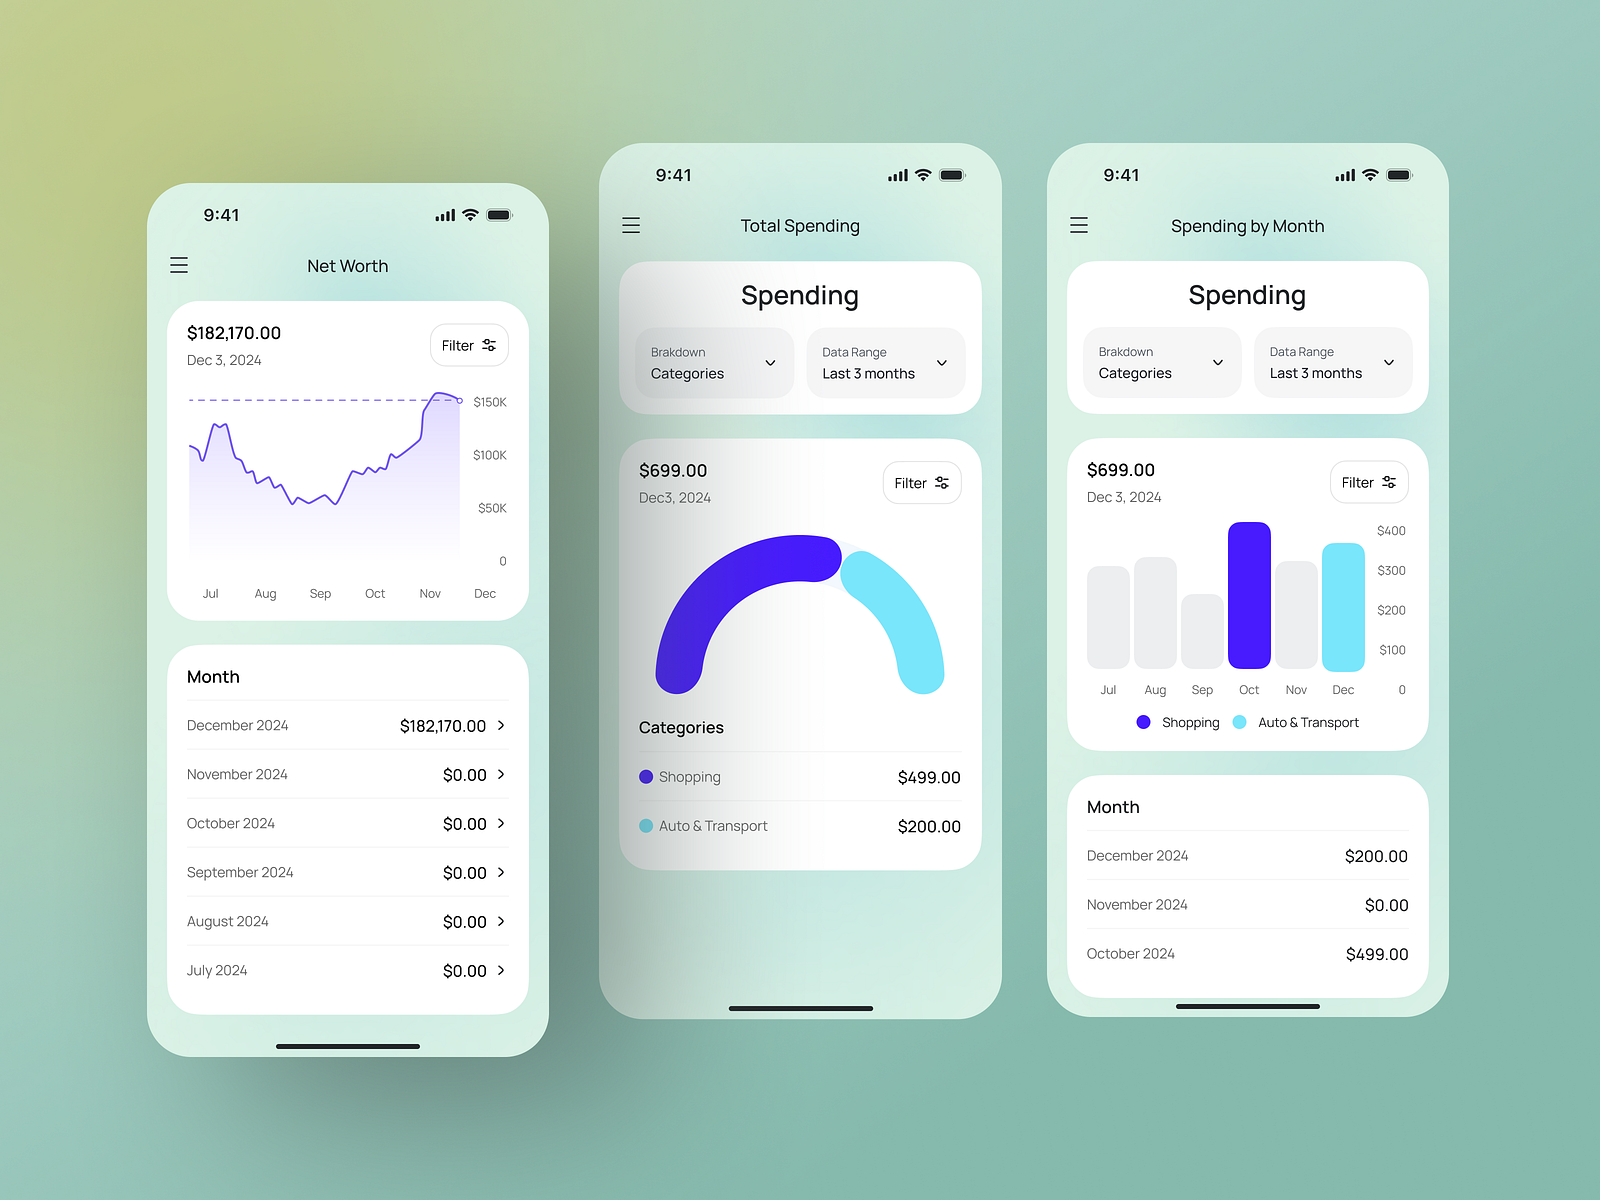 9:41
Net Worth
$182,170.00
Dec 3, 2024
Filter
$150K
$100K
$50K
0
Jul Aug Sep Oct Nov Dec
Month
December 2024 $182,170.00
November 2024 $0.00
October 2024 $0.00
September 2024 $0.00
August 2024 $0.00
July 2024 $0.00
9:41
Total Spending
Spending
Brakdown
Categories
Data Range
Last 3 months
$699.00
Dec3, 2024
Filter
Categories
Shopping $499.00
Auto & Transport $200.00
9:41
Spending by Month
Spending
Brakdown
Categories
Data Range
Last 3 months
$699.00
Dec 3, 2024
Filter
$400
$300
$200
$100
Jul Aug Sep Oct Nov Dec 0
Shopping Auto & Transport
Month
December 2024 $200.00
November 2024 $0.00
October 2024 $499.00